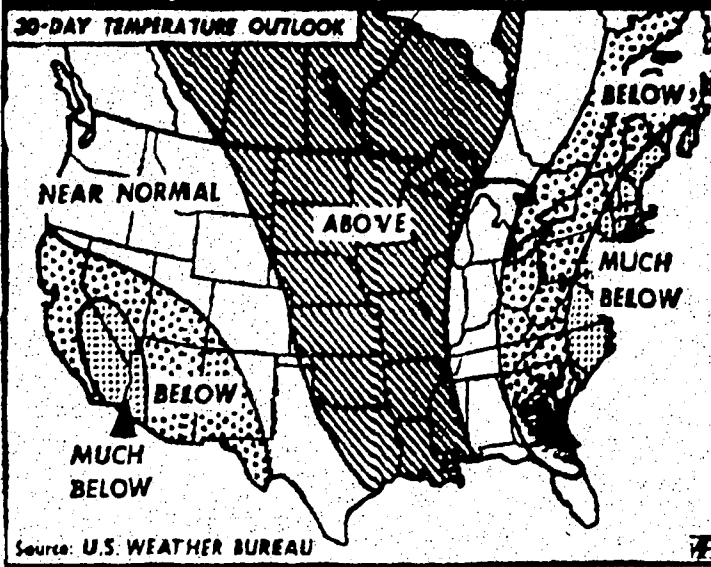 30-DAY TEMPERATURE OUTLOOK
BELOW
NEAR NORMAL
ABOVE
MUCH
BELOW
BELOW
MUCH
BELOW
Source: U.S. WEATHER BUREAU